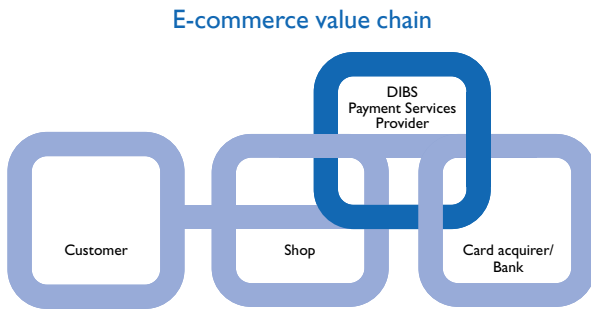 E-commerce value chain
DIBS
Payment Services
Provider
Customer
Shop
Card acquirer/
Bank